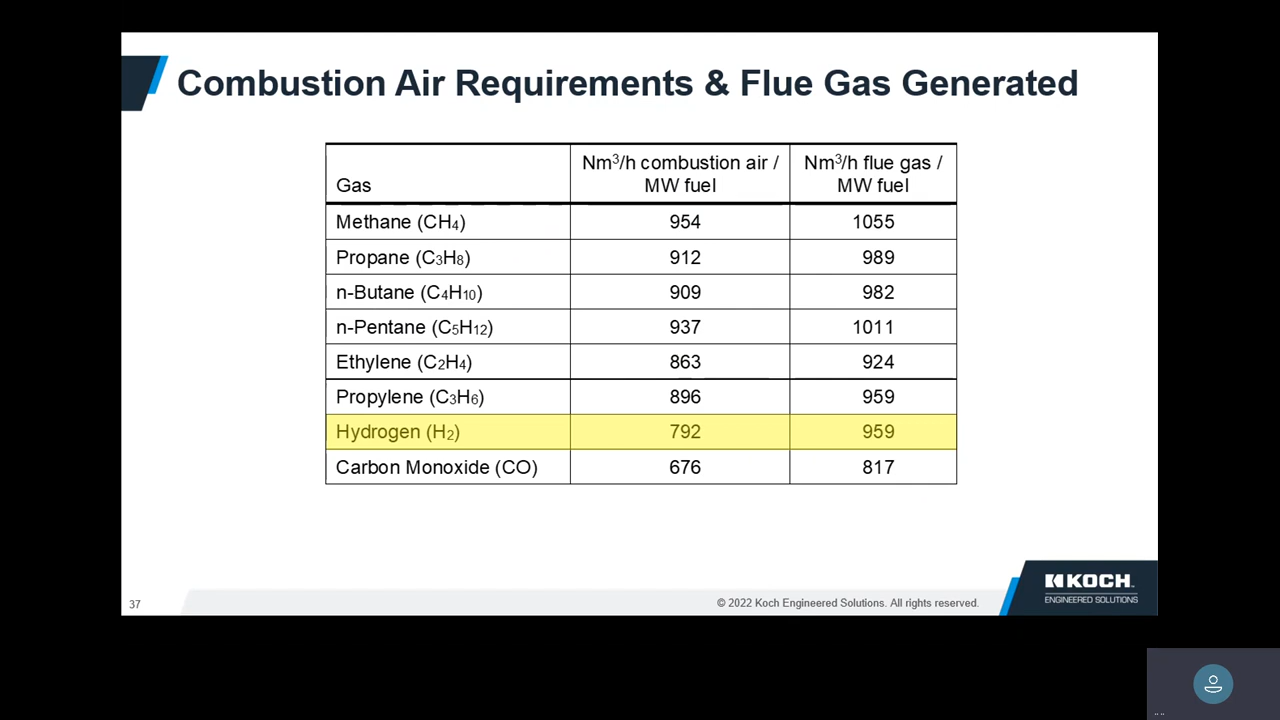 Combustion Air Requirements & Flue Gas Generated
Gas
Nm³/h combustion air /
MW fuel
Nm³/h flue gas /
MW fuel
Methane (CH₄) 954 1055
Propane (C₃H₈) 912 989
n-Butane (C₄H₁₀) 909 982
n-Pentane (C₅H₁₂) 937 1011
Ethylene (C₂H₄) 863 924
Propylene (C₃H₆) 896 959
Hydrogen (H₂) 792 959
Carbon Monoxide (CO) 676 817
37
© 2022 Koch Engineered Solutions. All rights reserved.
KOCH
ENGINEERED SOLUTIONS